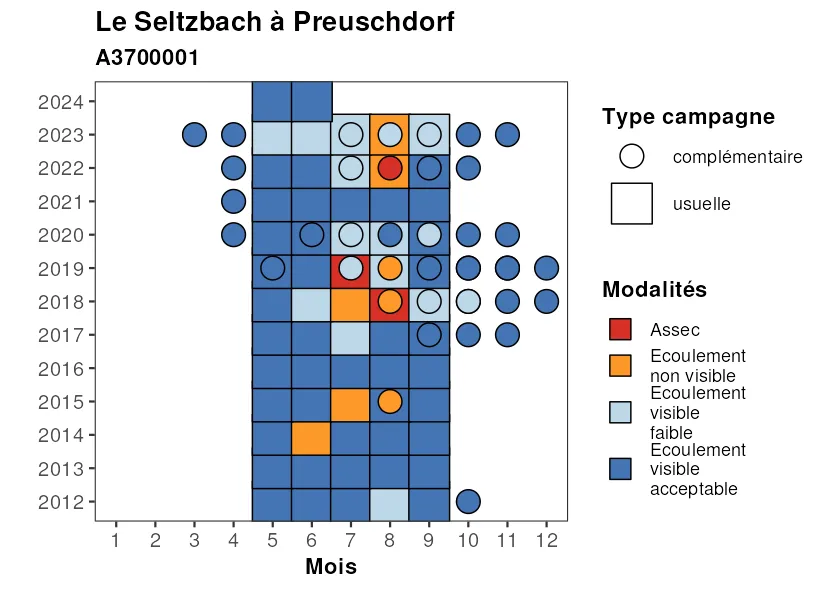 Le Seltzbach à Preuschdorf
A3700001
2024
2023
2022
2021
2020
2019
2018
2017
2016
2015
2014
2013
2012
1 2 3 4 5 6 7 8 9 10 11 12
Mois
Type campagne
complémentaire
usuelle
Modalités
Assec
Ecoulement
non visible
Ecoulement
visible
faible
Ecoulement
visible
acceptable